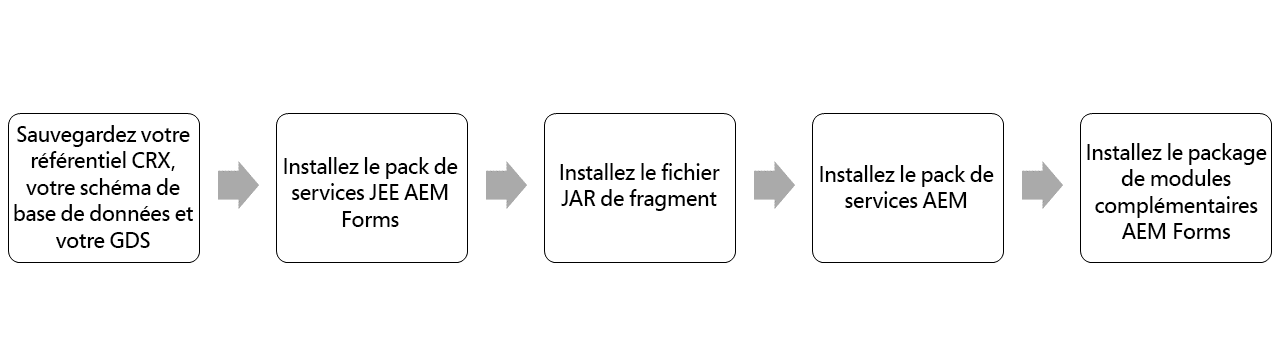 Sauvegardez votre
référentiel CRX,
votre schéma de
base de données et
votre GDS
Installez le pack de
services JEE AEM
Forms
Installez le fichier
JAR de fragment
Installez le pack de
services AEM
Installez le package
de modules
complémentaires
AEM Forms